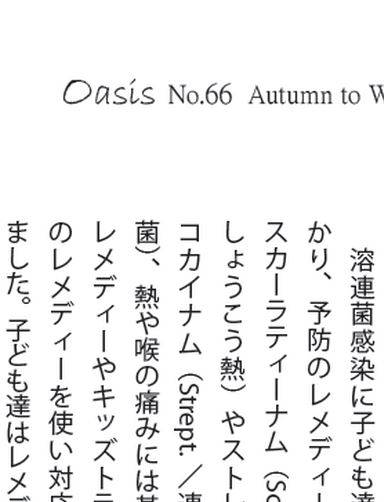 Oasis No.66 Autumn to
溶連菌感染に子ども
かり、予防のレメディー
スカーラティーナム
しょうこう熱）やスト
コカイナム（Strept.／連
菌）、熱や喉の痛みには
レメディーやキッズト
のレメディーを使い対
ました。子ども達はレメ